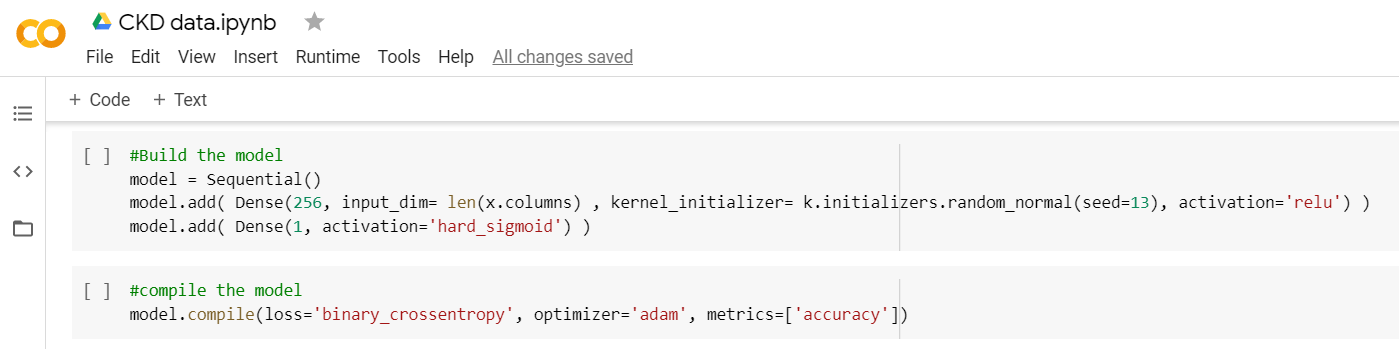 CKD data.ipynb
File Edit View Insert Runtime Tools Help All changes saved
+ Code + Text
[ ] #Build the model
model = Sequential()
model.add( Dense(256, input_dim= len(x.columns) , kernel_initializer= k.initializers.random_normal(seed=13), activation='relu') )
model.add( Dense(1, activation='hard_sigmoid') )
[ ] #compile the model
model.compile(loss='binary_crossentropy', optimizer='adam', metrics=['accuracy'])